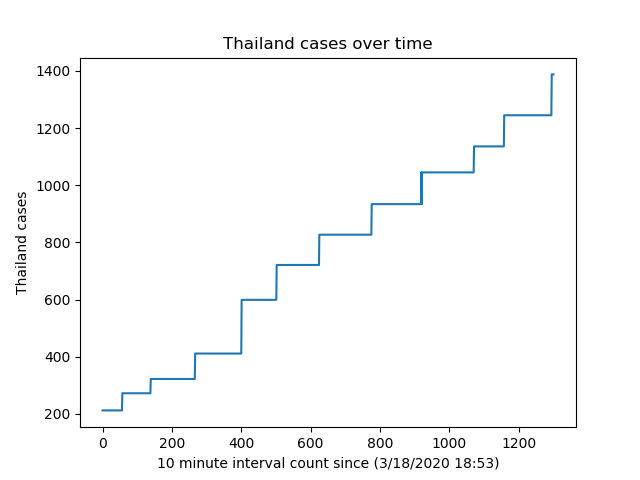 Thailand cases over time
1400
1200
1000
800
600
400
200
Thailand cases
0 200 400 600 800 1000 1200
10 minute interval count since (3/18/2020 18:53)